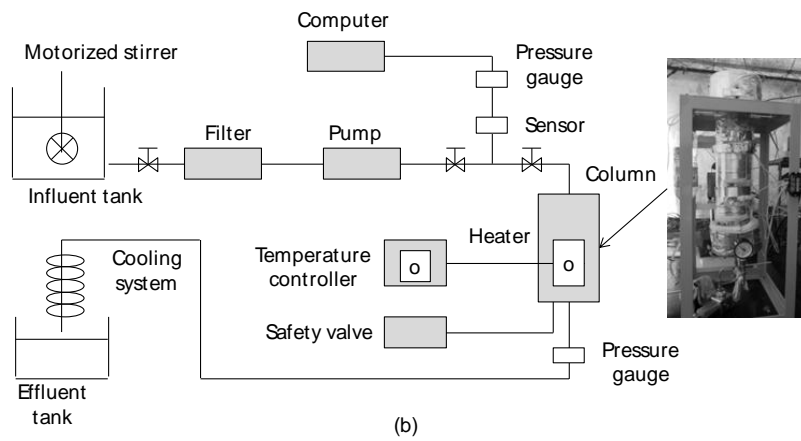 Computer
Motorized stirrer
Pressure
gauge
Filter
Pump
Sensor
Column
Influent tank
Heater
Cooling
system
Temperature
controller
o
o
Safety valve
Pressure
gauge
Effluent
tank
(b)